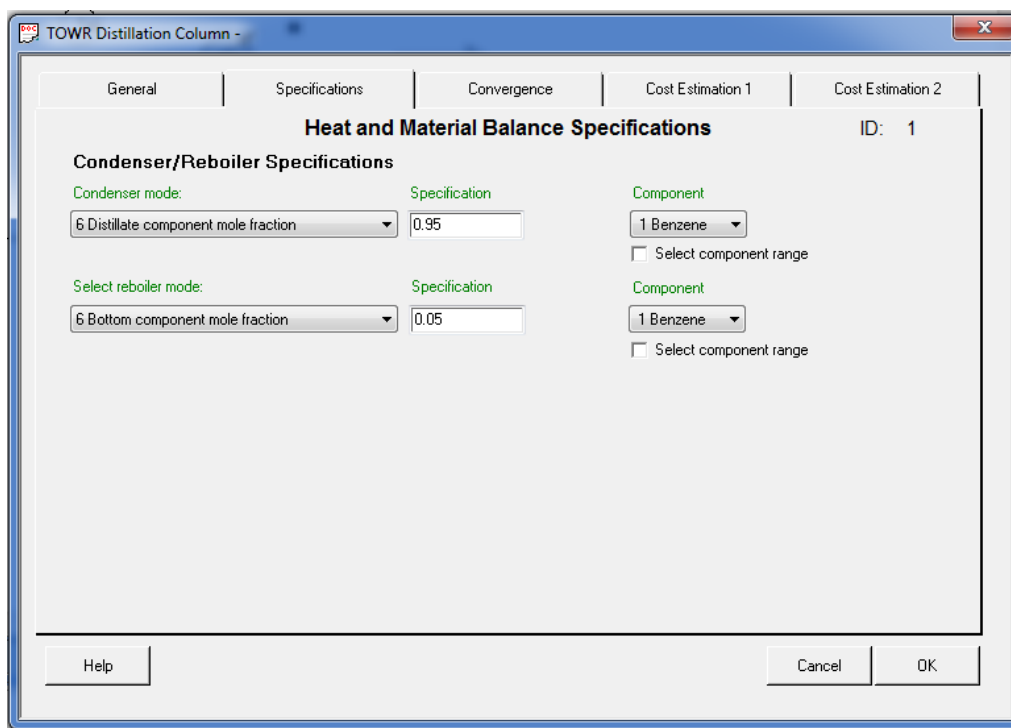 TOWR Distillation Column -
General Specifications Convergence Cost Estimation 1 Cost Estimation 2
Heat and Material Balance Specifications ID: 1
Condenser/Reboiler Specifications
Condenser mode: Specification Component
6 Distillate component mole fraction 0.95 1 Benzene
Select component range
Select reboiler mode: Specification Component
6 Bottom component mole fraction 0.05 1 Benzene
Select component range
Help Cancel OK